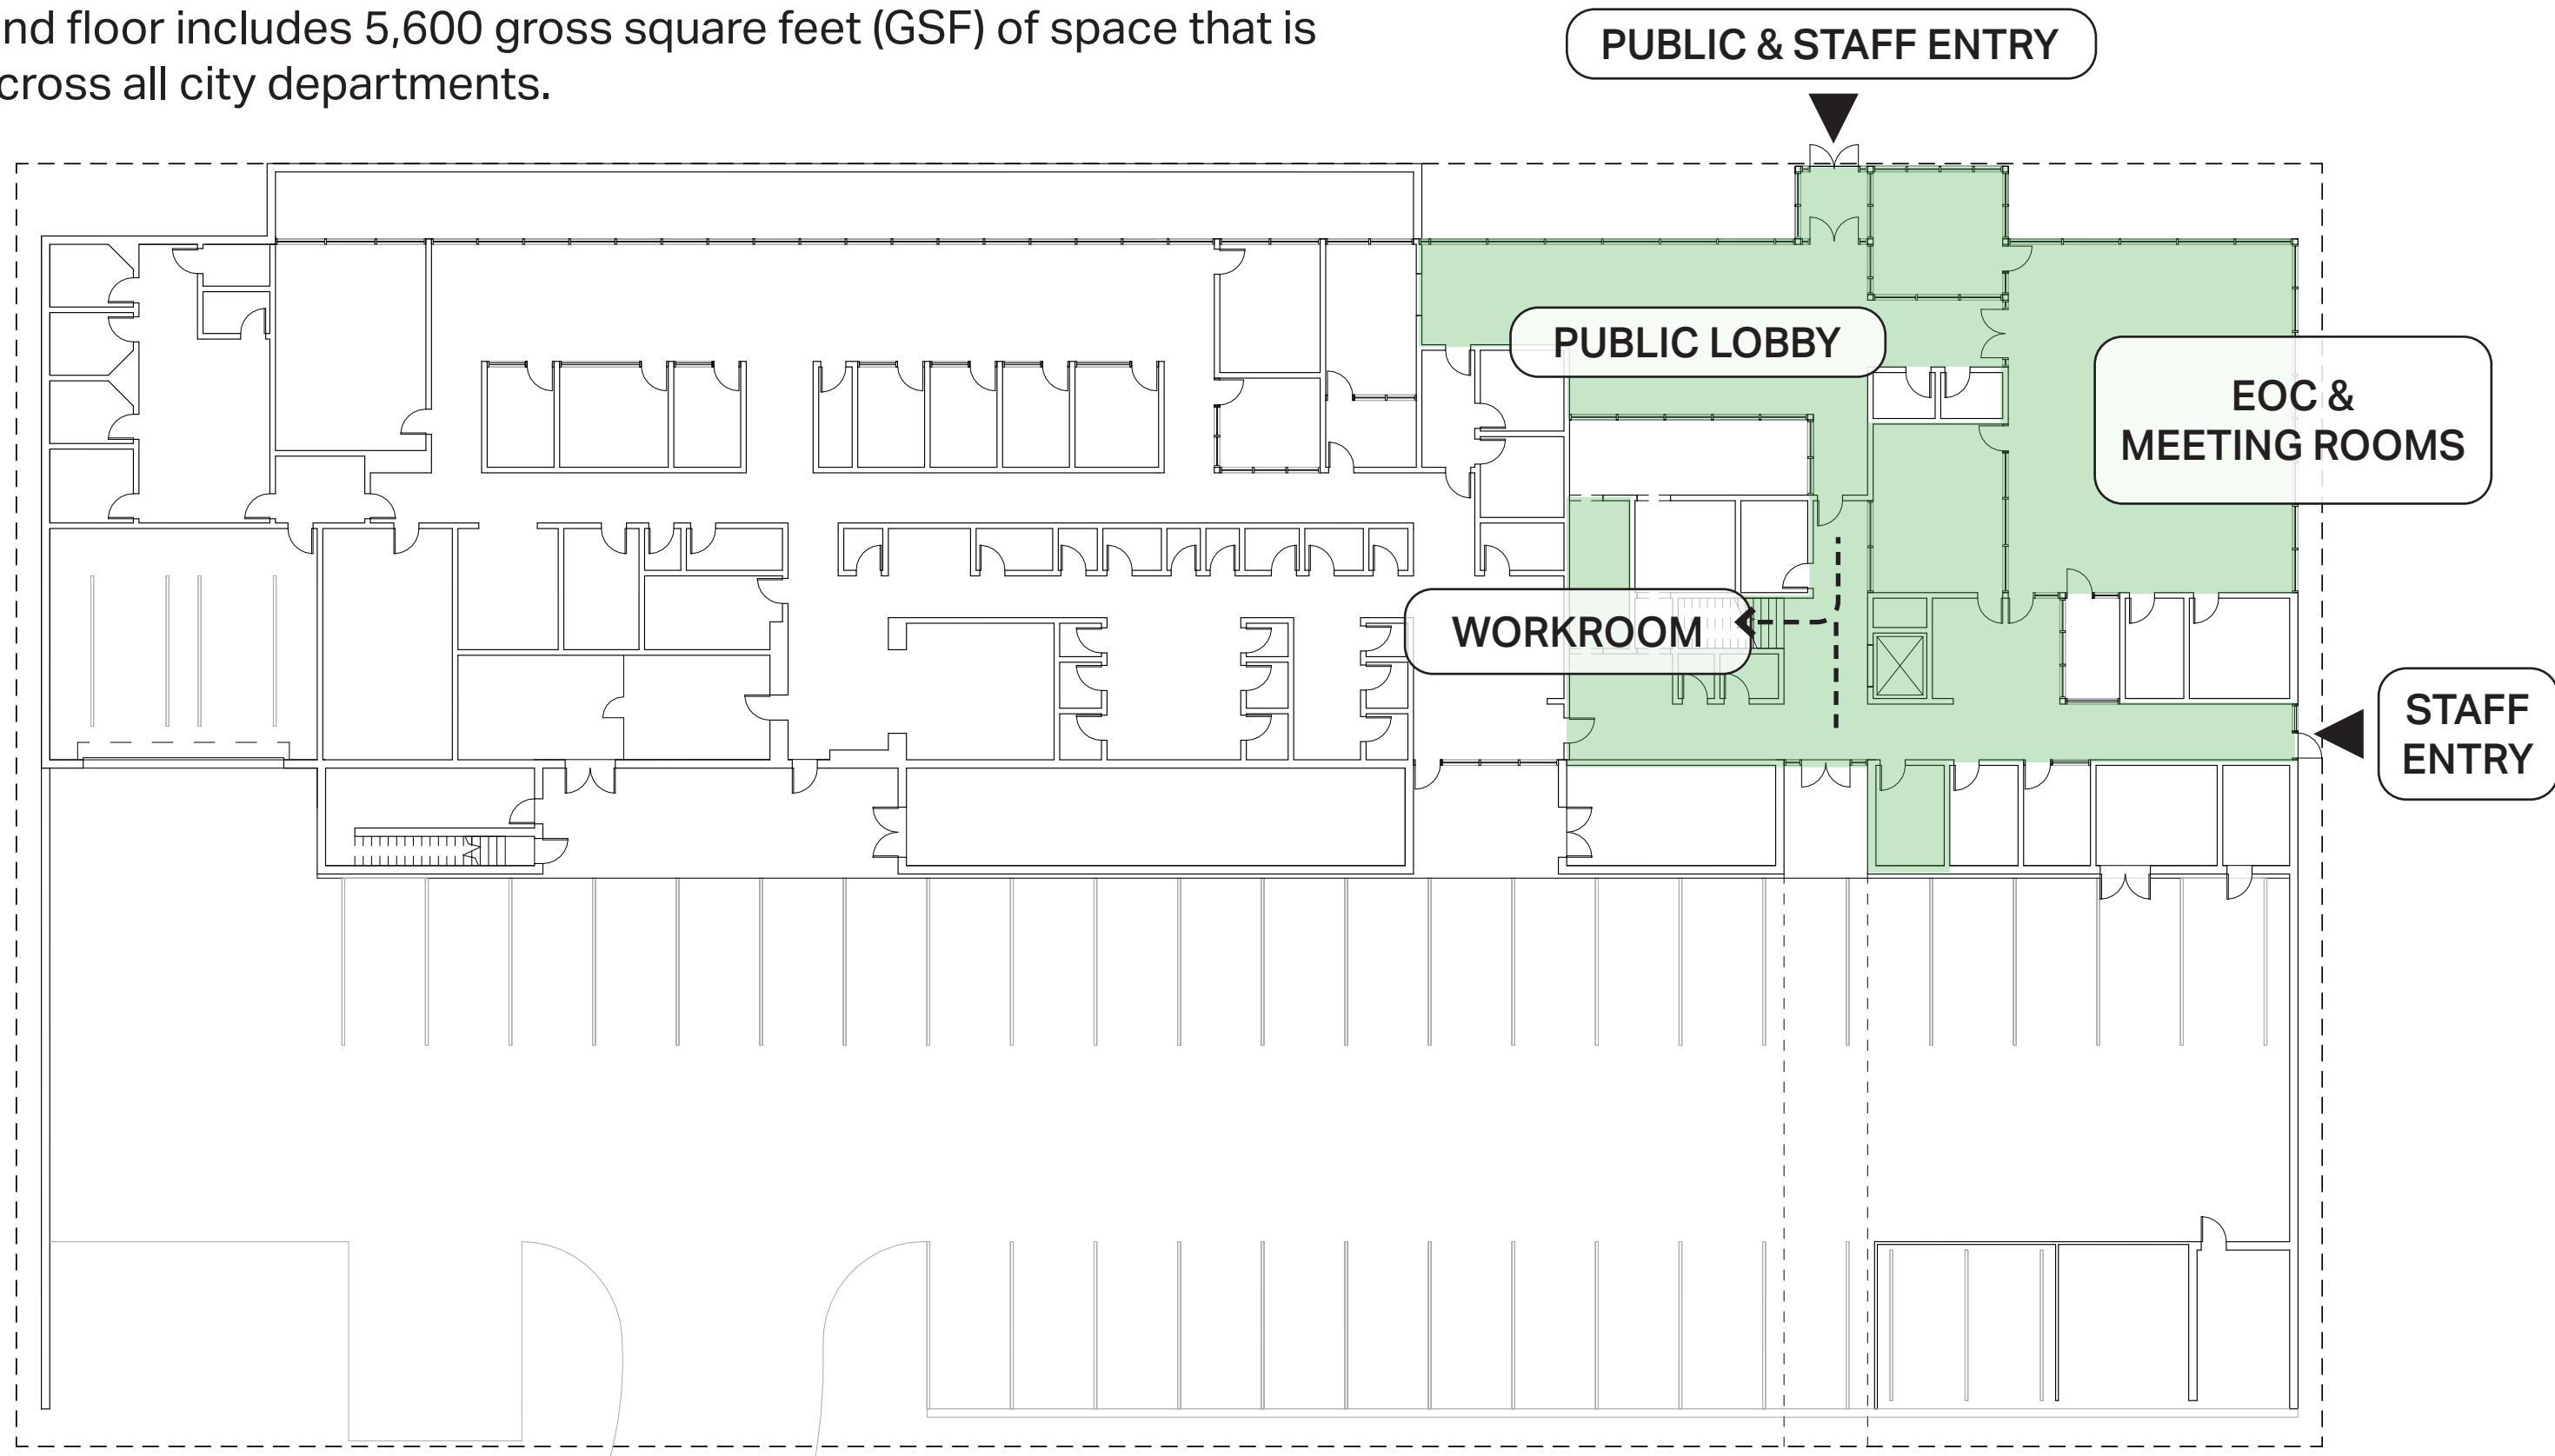 nd floor includes 5,600 gross square feet (GSF) of space that is
cross all city departments.
PUBLIC & STAFF ENTRY
PUBLIC LOBBY
EOC &
MEETING ROOMS
WORKROOM
STAFF
ENTRY